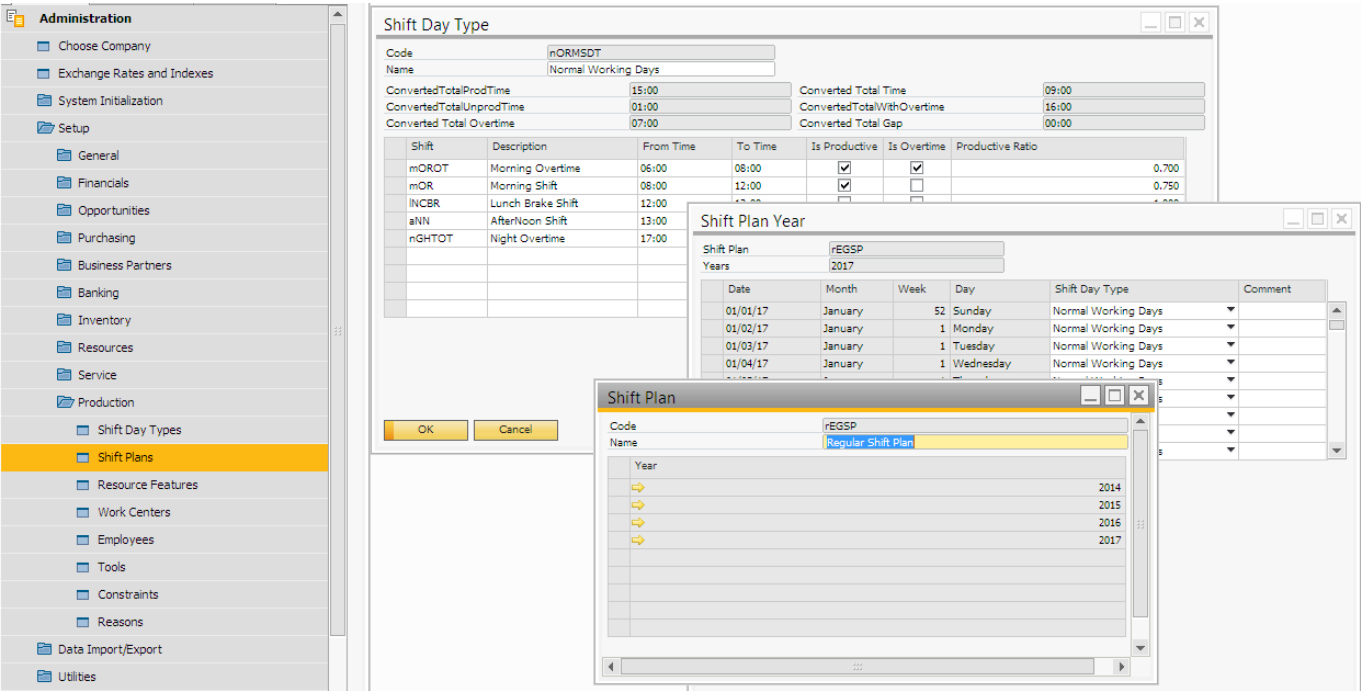 Administration
Choose Company
Exchange Rates and Indexes
System Initialization
Setup
General
Financials
Opportunities
Purchasing
Business Partners
Banking
Inventory
Resources
Service
Production
Shift Day Types
Shift Plans
Resource Features
Work Centers
Employees
Tools
Constraints
Reasons
Data Import/Export
Utilities
Shift Day Type
Code nORMSDT
Name Normal Working Days
ConvertedTotalProdTime 15:00 Converted Total Time 09:00
ConvertedTotalUnprodTime 01:00 ConvertedTotalWithOvertime 16:00
Converted Total Overtime 07:00 Converted Total Gap 00:00
Shift Description From Time To Time Is Productive Is Overtime Productive Ratio
mOROT Morning Overtime 06:00 08:00 0.700
mOR Morning Shift 08:00 12:00 0.750
lNCBR Lunch Brake Shift 12:00
aNN AfterNoon Shift 13:00
nGHTOT Night Overtime 17:00
OK Cancel
Shift Plan Year
Shift Plan rEGSP
Years 2017
Date Month Week Day Shift Day Type Comment
01/01/17 January 52 Sunday Normal Working Days
01/02/17 January 1 Monday Normal Working Days
01/03/17 January 1 Tuesday Normal Working Days
01/04/17 January 1 Wednesday Normal Working Days
Shift Plan
Code rEGSP
Name Regular Shift Plan
Year
2014
2015
2016
2017